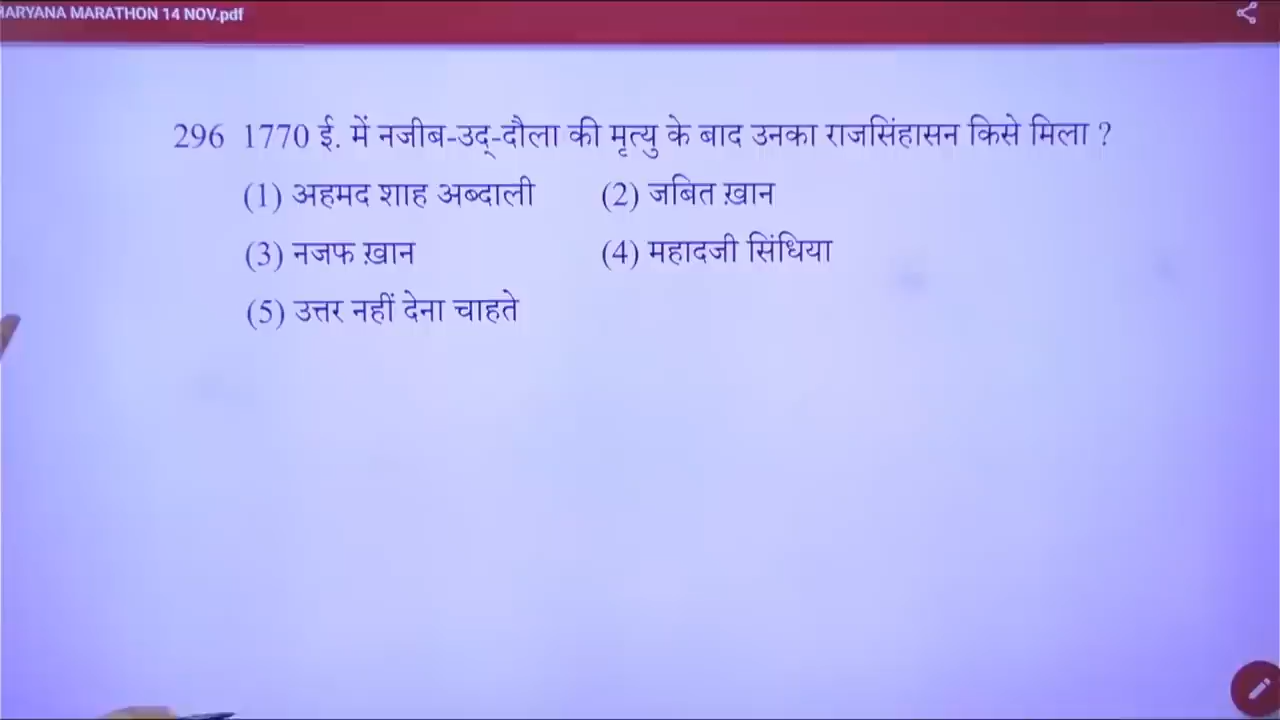 HARYANA MARATHON 14 NOV.pdf
296 1770 ई. में नजीब-उद्-दौला की मृत्यु के बाद उनका राजसिंहासन किसे मिला ?
(1) अहमद शाह अब्दाली (2) जबित ख़ान
(3) नजफ ख़ान (4) महादजी सिंधिया
(5) उत्तर नहीं देना चाहते